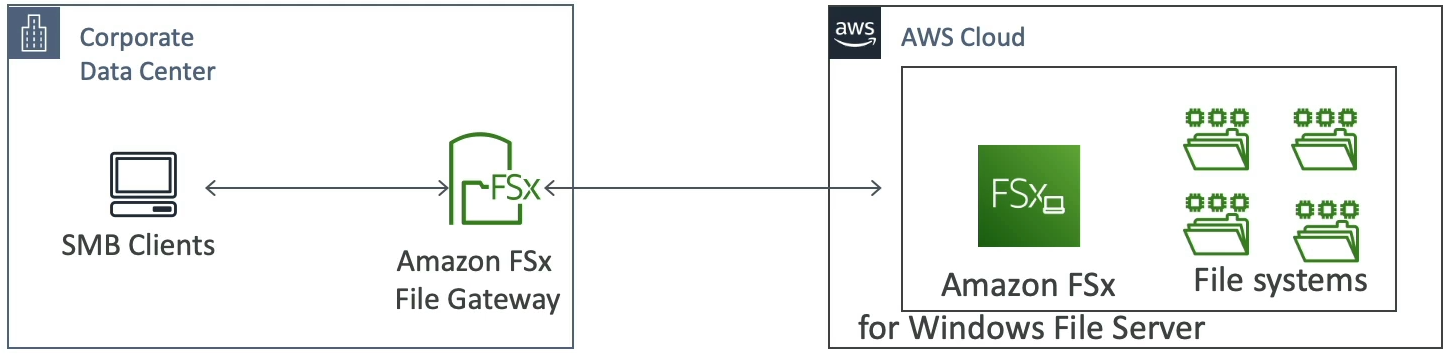 Corporate
Data Center
SMB Clients
FSx
Amazon FSx
File Gateway
aws
AWS Cloud
FSx
Amazon FSx
for Windows File Server
File systems